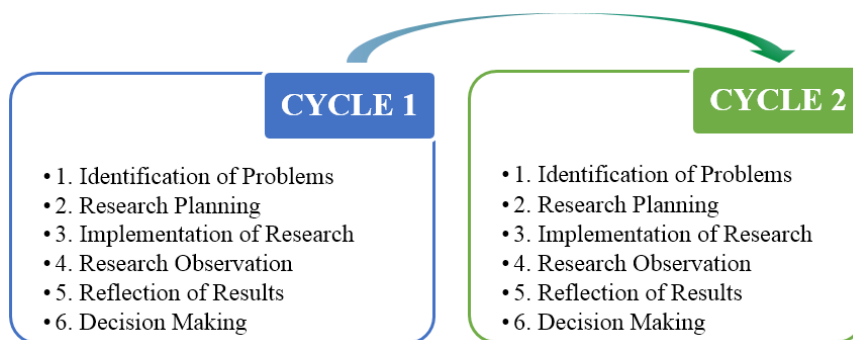 CYCLE 1
• 1. Identification of Problems
• 2. Research Planning
• 3. Implementation of Research
• 4. Research Observation
• 5. Reflection of Results
• 6. Decision Making
CYCLE 2
• 1. Identification of Problems
• 2. Research Planning
• 3. Implementation of Research
• 4. Research Observation
• 5. Reflection of Results
• 6. Decision Making